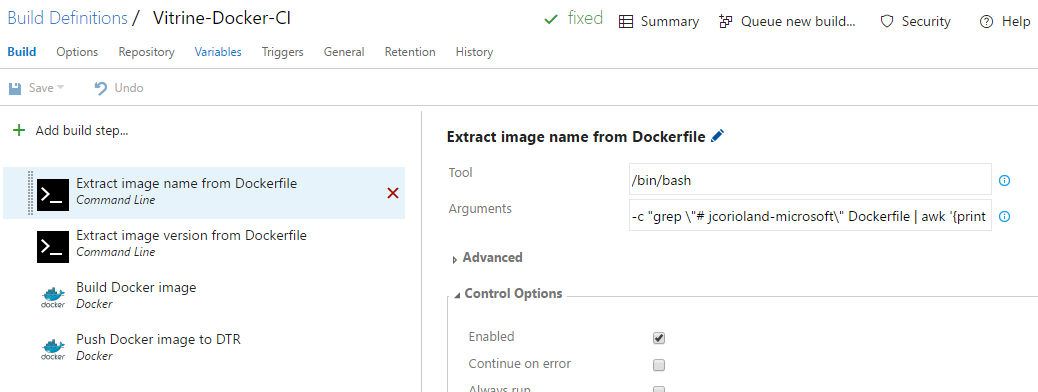 Build Definitions / Vitrine-Docker-CI
fixed Summary Queue new build... Security Help
Build Options Repository Variables Triggers General Retention History
Save Undo
Add build step...
Extract image name from Dockerfile
Command Line
Extract image version from Dockerfile
Command Line
docker
Build Docker image
Docker
docker
Push Docker image to DTR
Docker
Extract image name from Dockerfile
Tool /bin/bash
Arguments -c "grep \"# jcorioland-microsoft\" Dockerfile | awk '{print
Advanced
Control Options
Enabled
Continue on error
Always run